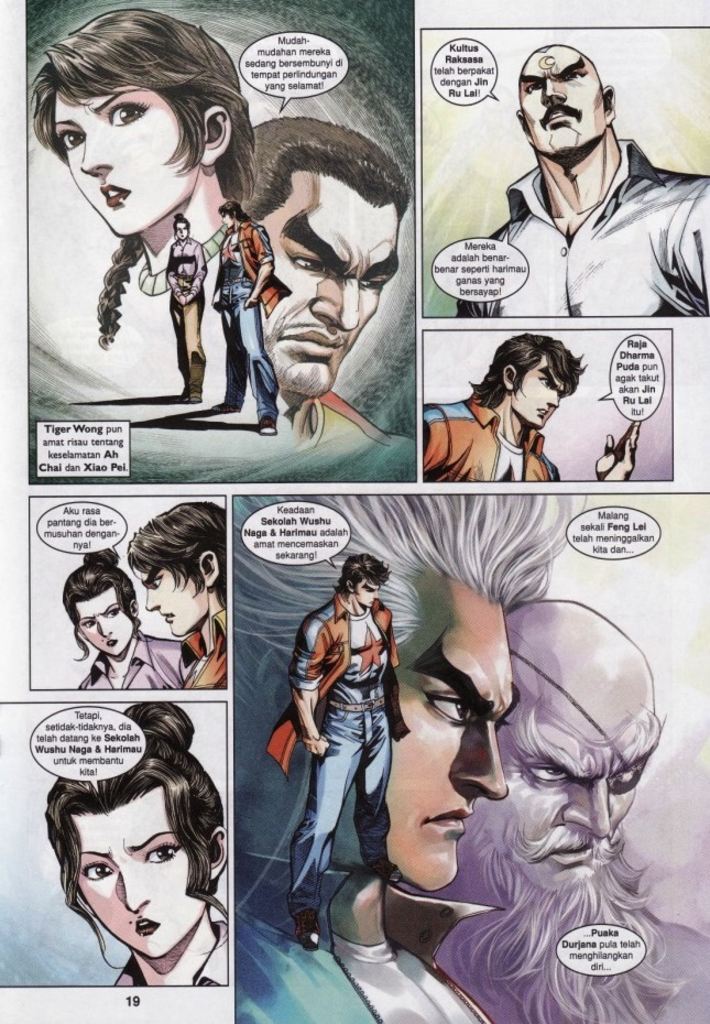 Mudah-
mudahan mereka
sedang bersembunyi di
tempat perlindungan
yang selamat!
Tiger Wong pun
amat risau tentang
keselamatan Ah
Chai dan Xiao Pei.
Kultus
Raksasa
telah berpakat
dengan Jin
Ru Lai!
Mereka
adalah benar-
benar seperti harimau
ganas yang
bersayap!
Raja
Dharma
Puda pun
agak takut
akan Jin
Ru Lai
itu!
Aku rasa
pantang dia ber-
musuhan dengan-
nya!
Tetapi,
setidak-tidaknya, dia
telah datang ke Sekolah
Wushu Naga & Harimau
untuk membantu
kita!
Keadaan
Sekolah Wushu
Naga & Harimau adalah
amat mencemaskan
sekarang!
Malang
sekali Feng Lei
telah meninggalkan
kita dan...
...Puaka
Durjana pula telah
menghilangkan
diri...
19